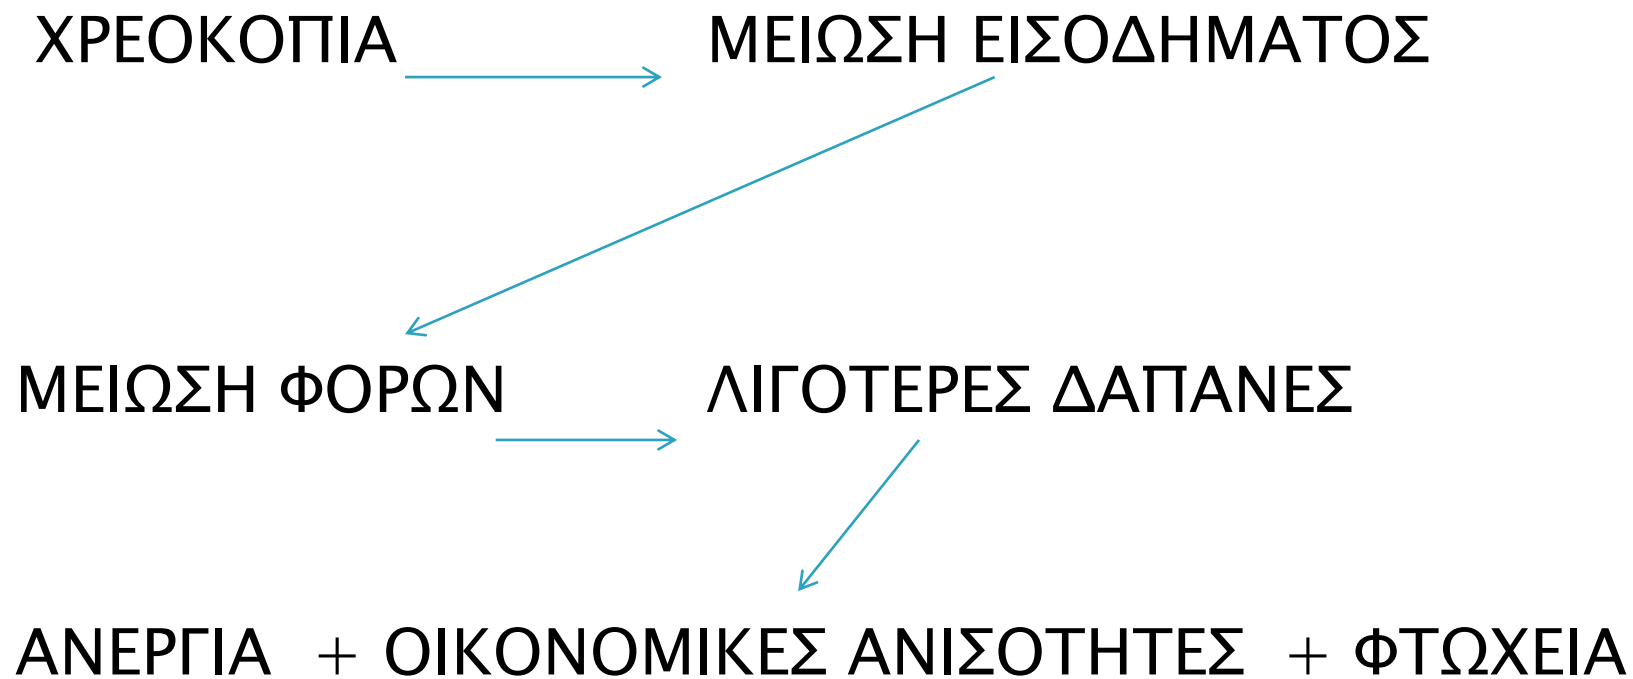 ΧΡΕΟΚΟΠΙΑ ΜΕΙΩΣΗ ΕΙΣΟΔΗΜΑΤΟΣ
ΜΕΙΩΣΗ ΦΟΡΩΝ ΛΙΓΟΤΕΡΕΣ ΔΑΠΑΝΕΣ
ΑΝΕΡΓΙΑ + ΟΙΚΟΝΟΜΙΚΕΣ ΑΝΙΣΟΤΗΤΕΣ + ΦΤΩΧΕΙΑ